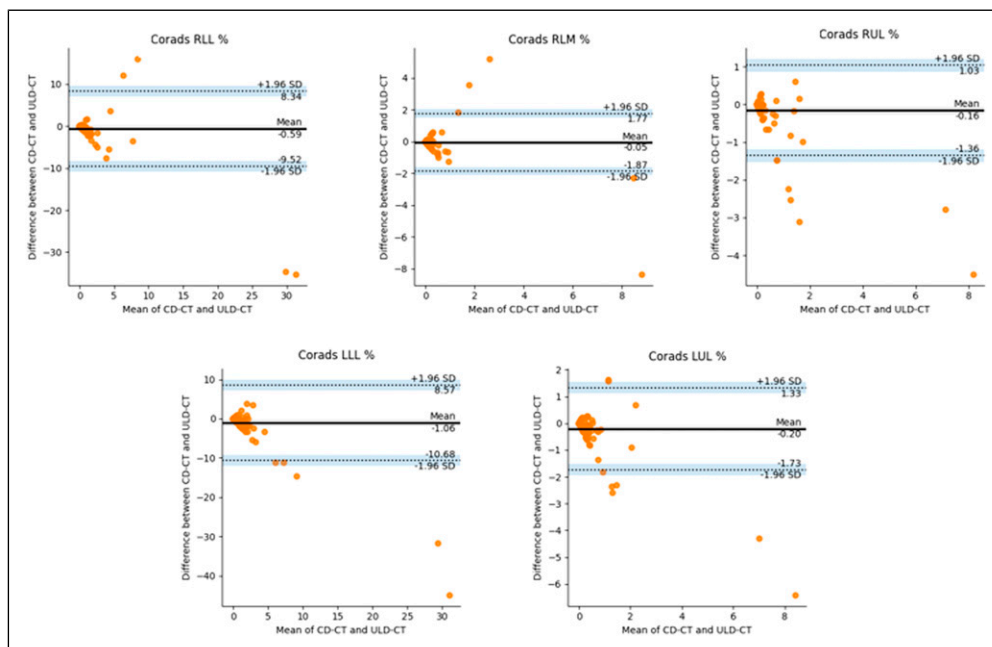 Corads RLL %
Difference between CD-CT and ULD-CT
10
0
−10
−20
−30
+1.96 SD
8.34
Mean
-0.59
-9.52
-1.96 SD
0 5 10 15 20 25 30
Mean of CD-CT and ULD-CT
Corads RLM %
Difference between CD-CT and ULD-CT
4
2
0
−2
−4
−6
−8
+1.96 SD
1.77
Mean
-0.05
-1.87
-1.96 SD
0 2 4 6 8
Mean of CD-CT and ULD-CT
Corads RUL %
Difference between CD-CT and ULD-CT
1
0
−1
−2
−3
−4
+1.96 SD
1.03
Mean
-0.16
-1.36
-1.96 SD
0 2 4 6 8
Mean of CD-CT and ULD-CT
Corads LLL %
Difference between CD-CT and ULD-CT
10
0
−10
−20
−30
−40
+1.96 SD
8.57
Mean
-1.06
-10.68
-1.96 SD
0 5 10 15 20 25 30
Mean of CD-CT and ULD-CT
Corads LUL %
Difference between CD-CT and ULD-CT
2
1
0
−1
−2
−3
−4
−5
−6
+1.96 SD
1.33
Mean
-0.20
-1.73
-1.96 SD
0 2 4 6 8
Mean of CD-CT and ULD-CT